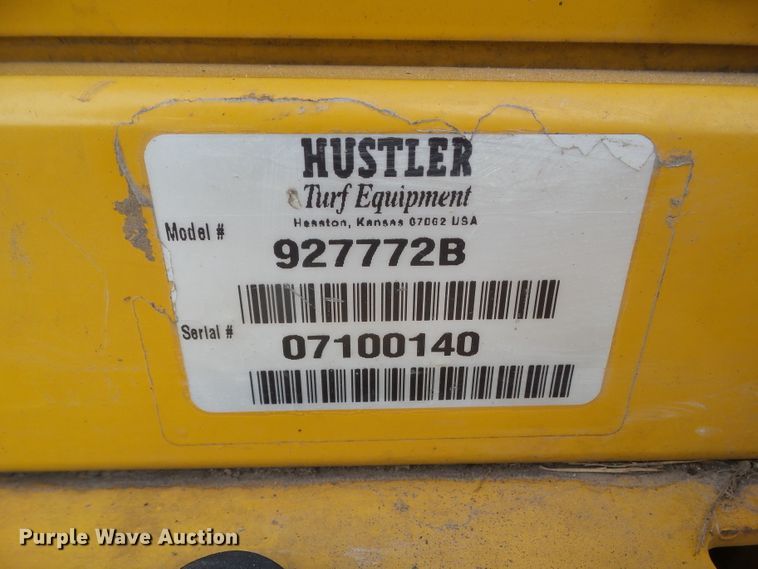 HUSTLER
Turf Equipment
Hesston, Kansas 67062 USA
Model #
927772B
Serial #
07100140
Purple Wave Auction